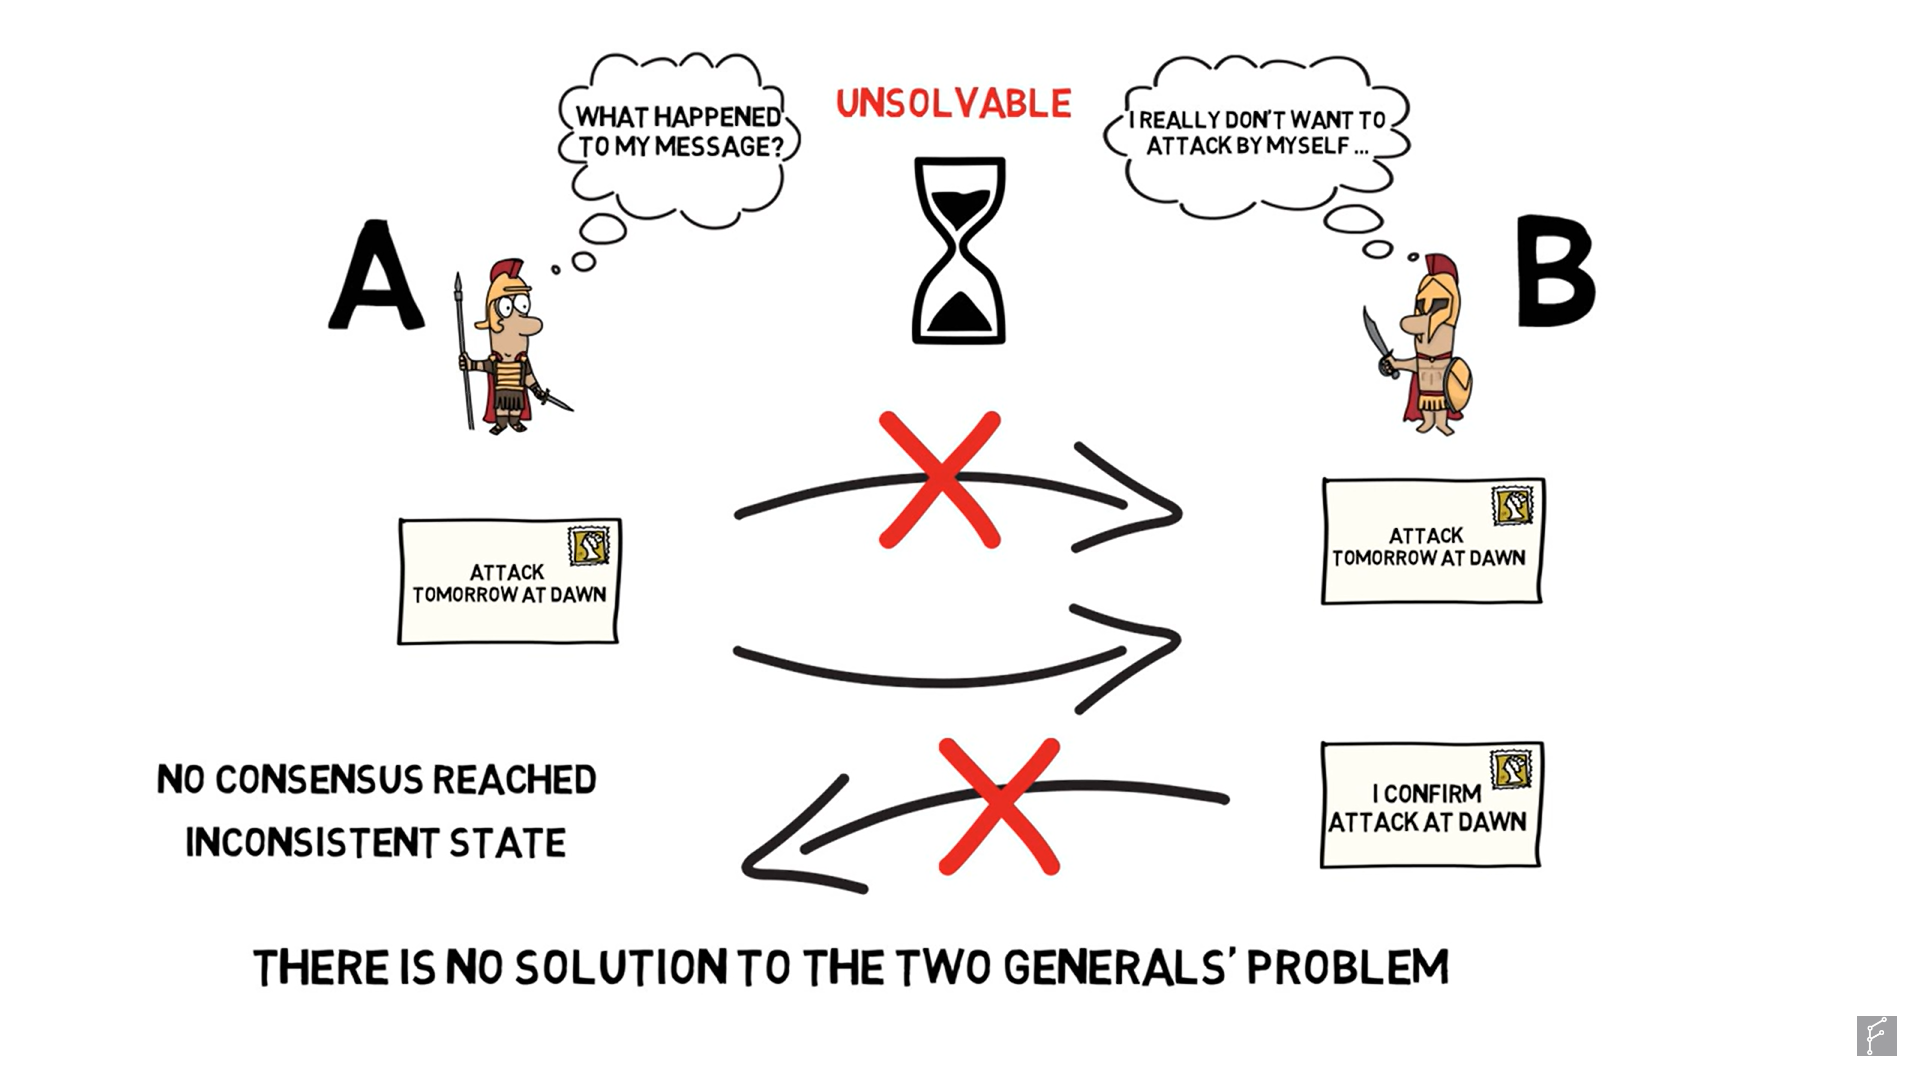 WHAT HAPPENED
TO MY MESSAGE?
UNSOLVABLE
I REALLY DON'T WANT TO
ATTACK BY MYSELF ...
A
B
ATTACK
TOMORROW AT DAWN
ATTACK
TOMORROW AT DAWN
NO CONSENSUS REACHED
INCONSISTENT STATE
I CONFIRM
ATTACK AT DAWN
THERE IS NO SOLUTION TO THE TWO GENERALS' PROBLEM